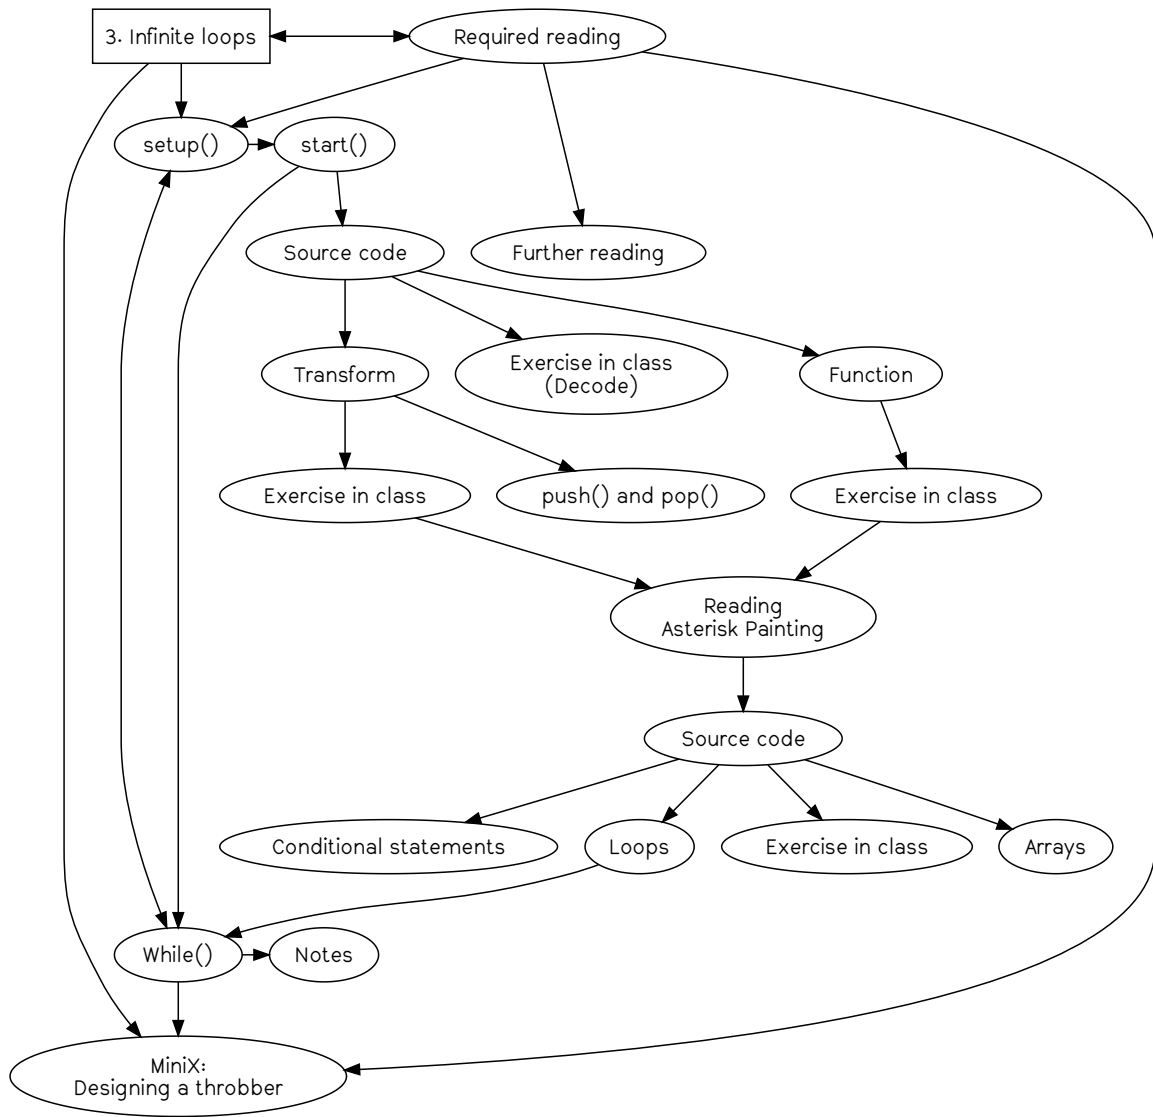 3. Infinite loops
Required reading
setup()
start()
Source code
Further reading
Transform
Exercise in class
(Decode)
Function
Exercise in class
push() and pop()
Exercise in class
Reading
Asterisk Painting
Source code
Conditional statements
Loops
Exercise in class
Arrays
While()
Notes
MiniX:
Designing a throbber